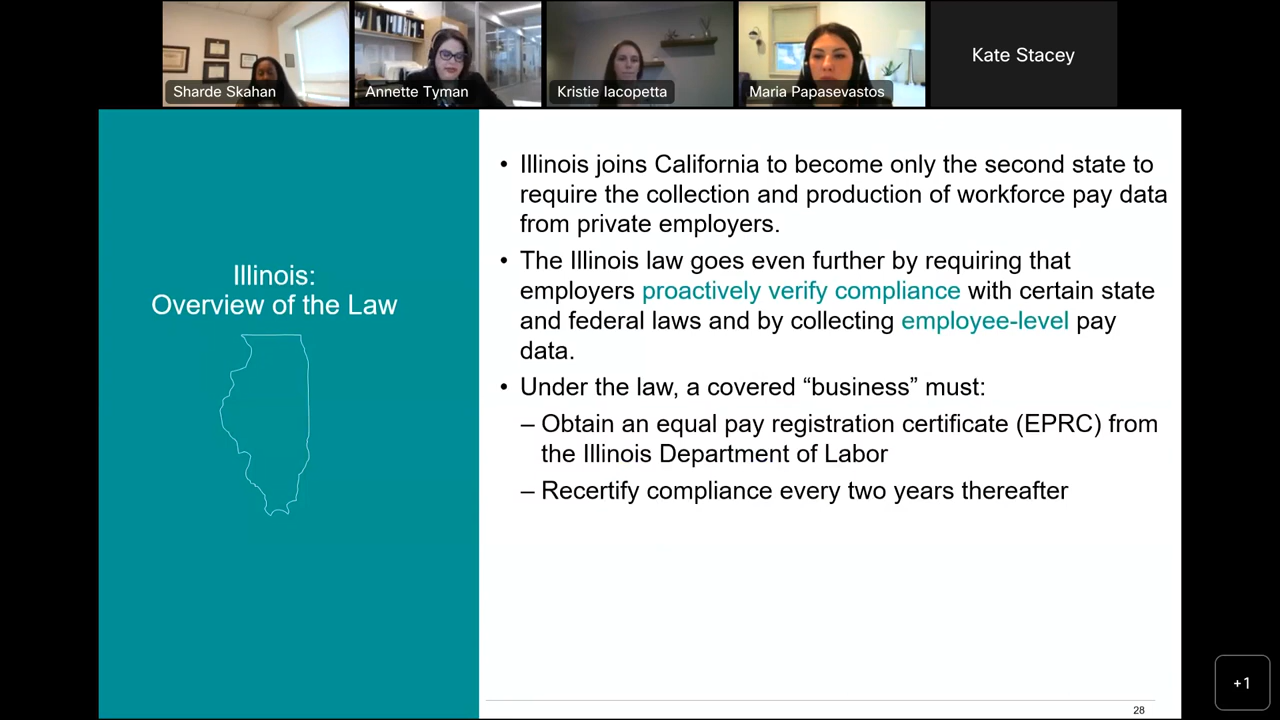 Sharde Skahan
Annette Tyman
Kristie Iacopetta
Maria Papasevastos
Kate Stacey
Illinois:
Overview of the Law
• Illinois joins California to become only the second state to
require the collection and production of workforce pay data
from private employers.
• The Illinois law goes even further by requiring that
employers proactively verify compliance with certain state
and federal laws and by collecting employee-level pay
data.
• Under the law, a covered “business” must:
– Obtain an equal pay registration certificate (EPRC) from
the Illinois Department of Labor
– Recertify compliance every two years thereafter
28
+1